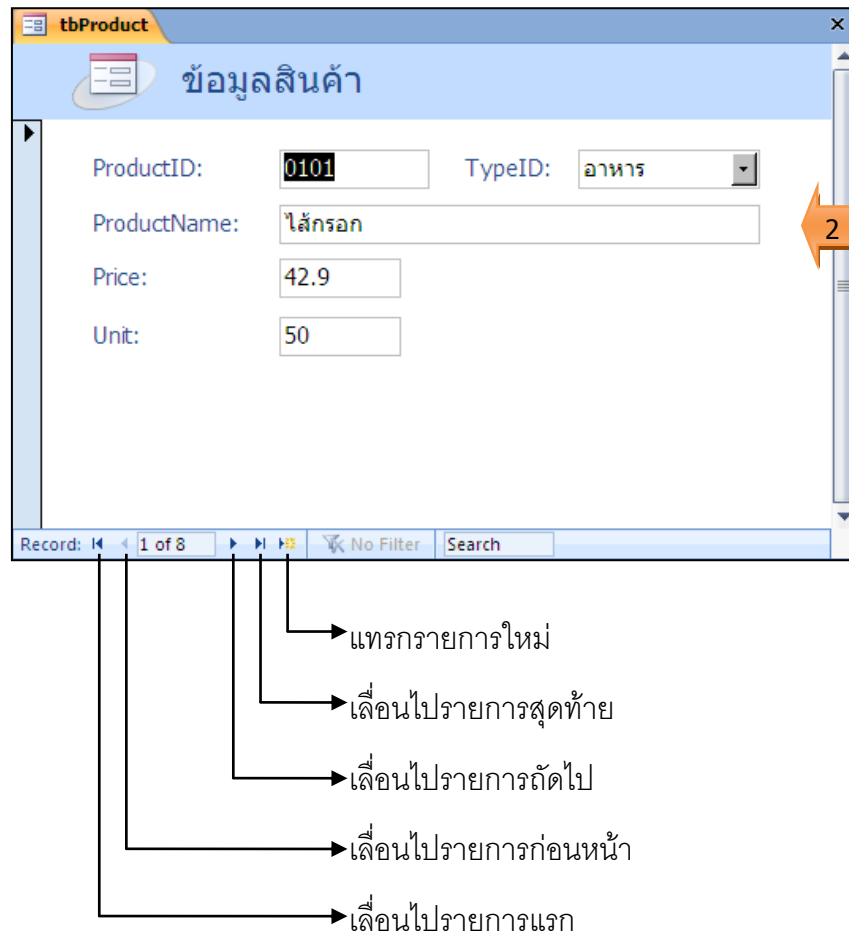 tbProduct
ข้อมูลสินค้า
ProductID: 0101 TypeID: อาหาร
ProductName: ไส้กรอก
2
Price: 42.9
Unit: 50
Record: 1 of 8 No Filter Search
แทรกรายการใหม่
เลื่อนไปรายการสุดท้าย
เลื่อนไปรายการถัดไป
เลื่อนไปรายการก่อนหน้า
เลื่อนไปรายการแรก